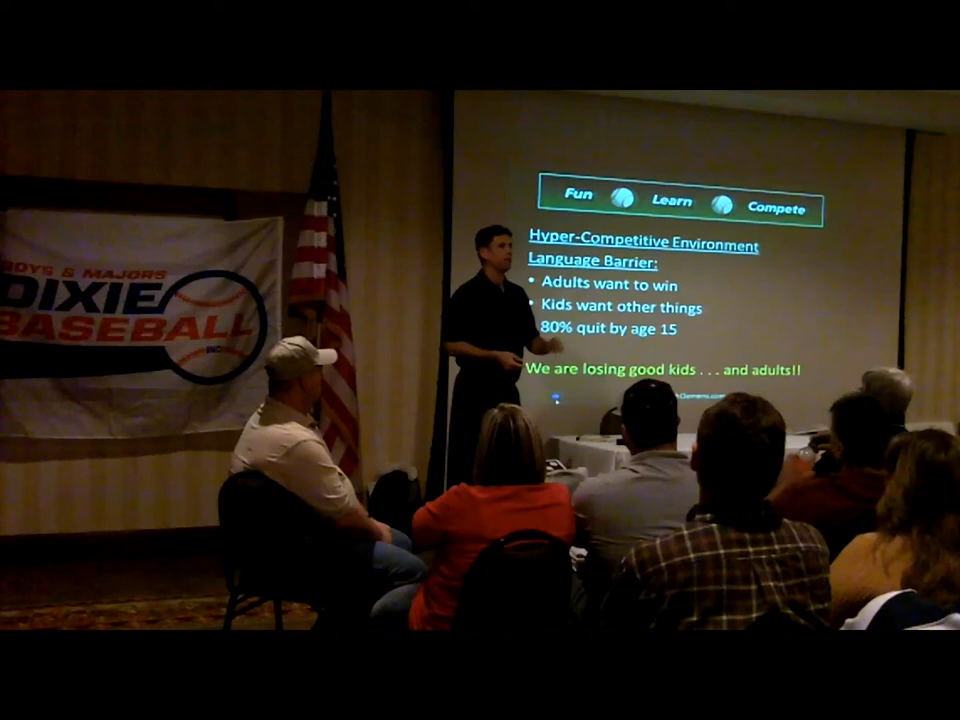 BOYS & MAJORS
DIXIE
BASEBALL
INC
Fun Learn Compete
Hyper-Competitive Environment
Language Barrier:
• Adults want to win
• Kids want other things
80% quit by age 15
We are losing good kids . . . and adults!!